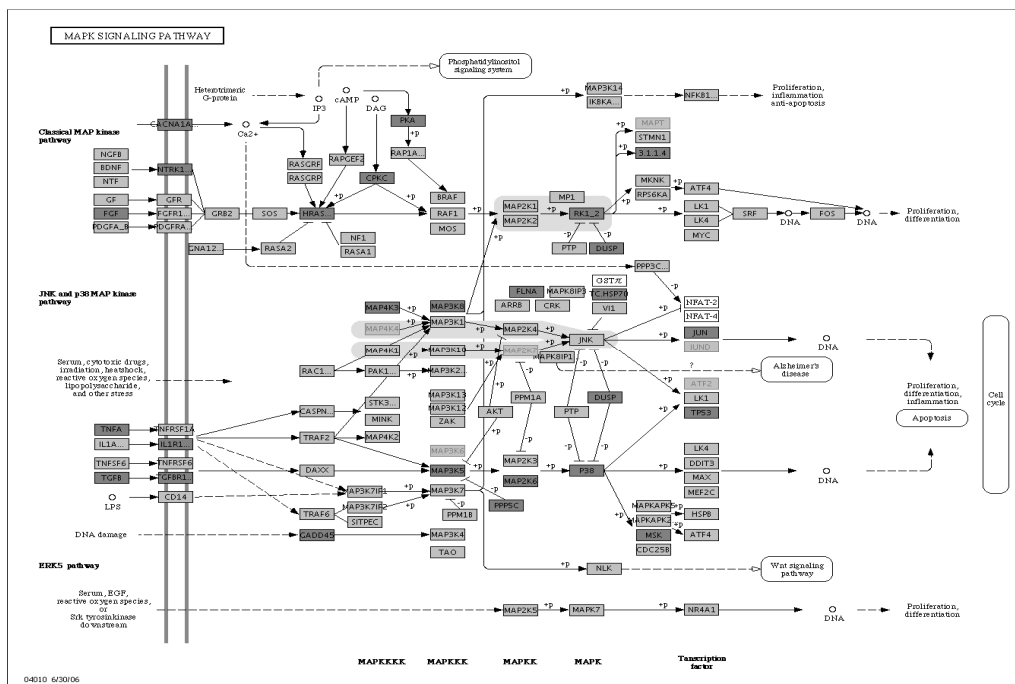 MAPK SIGNALING PATHWAY
Phosphatidylinositol
signaling system
Heterotrimeric
G-protein
IP3
cAMP
DAG
Ca2+
CACNA1A...
PKA
+p
RAP1A...
RAPGEF2
RASGRF
RASGRP
CPKC
+p
+p
MAP3K14
IKBKA...
+p
NFKB1...
Proliferation,
inflammation
anti-apoptosis
Classical MAP kinase
pathway
NGFB
BDNF
NTF
NTRK1...
GF
GFR
FGF
FGFR1...
PDGFA_B
PDGFRA...
GRB2
SOS
HRAS...
GNA12...
RASA2
NF1
RASA1
BRAF
RAF1
MOS
+p
MAP2K1
MAP2K2
+p
MP1
RK1_2
PTP
DUSP
-p
-p
+p
MAPT
STMN1
3.1.1.4
+p
+p
MKNK
RPS6KA
+p
ATF4
LK1
LK4
MYC
SRF
DNA
FOS
DNA
Proliferation,
differentiation
PPP3C...
-p
NFAT-2
NFAT-4
-p
JNK and p38 MAP kinase
pathway
MAP4K3
MAP3K8
+p
+p
MAP4K4
MAP3K1
MAP4K1
MAP3K10
RAC1...
PAK1...
MAP3K2...
FLNA
MAPK8IP3
ARRB
CRK
GSTπ
TC HSP70
VI1
MAP2K4
+p
JNK
MAP2K7
MAPK8IP1
JUN
JUND
+p
DNA
?
Alzheimer's
disease
Serum, cytotoxic drugs,
irradiation, heatshock,
reactive oxygen species,
lipopolysaccharide,
and other stress
CASPN...
STK3...
MINK
MAP3K13
MAP3K12
ZAK
AKT
PPM1A
PTP
DUSP
ATF2
LK1
TP53
Proliferation,
differentiation,
inflammation
Apoptosis
Cell
cycle
TNFA
TNFRSF1A
IL1A...
IL1R1...
TNFSF6
TNFRSF6
TGFB
TGFBR1...
LPS
CD14
TRAF2
MAP4K2
DAXX
MAP3K6
MAP3K5
MAP2K3
MAP2K6
P38
LK4
DDIT3
MAX
MEF2C
DNA
MAP3K7IP1
MAP3K7IP2
MAP3K7
TRAF6
SITPEC
PPM1B
PPP5C
MAPKAPK5
MAPKAPK2
MSK
CDC25B
HSPB
ATF4
DNA damage
GADD45
MAP3K4
TAO
ERK5 pathway
+p
NLK
Wnt signaling
pathway
Serum, EGF,
reactive oxygen species,
or
Srk tyrosinkinase
downstream
MAP2K5
+p
MAPK7
+p
NR4A1
DNA
Proliferation,
differentiation
MAPKKKK
MAPKKK
MAPKK
MAPK
Tanscription
factor
04010 6/30/06